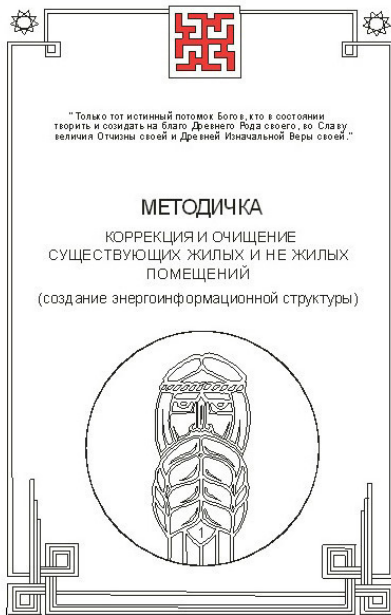 "Только тот истинный потомок Богов, кто в состоянии
творить и созидать на благо Древнего Рода своего, во Славу
величия Отчизны своей и Древней Изначальной Веры своей."
МЕТОДИЧКА
КОРРЕКЦИЯ И ОЧИЩЕНИЕ
СУЩЕСТВУЮЩИХ ЖИЛЫХ И НЕ ЖИЛЫХ
ПОМЕЩЕНИЙ
(создание энергоинформационной структуры)
1